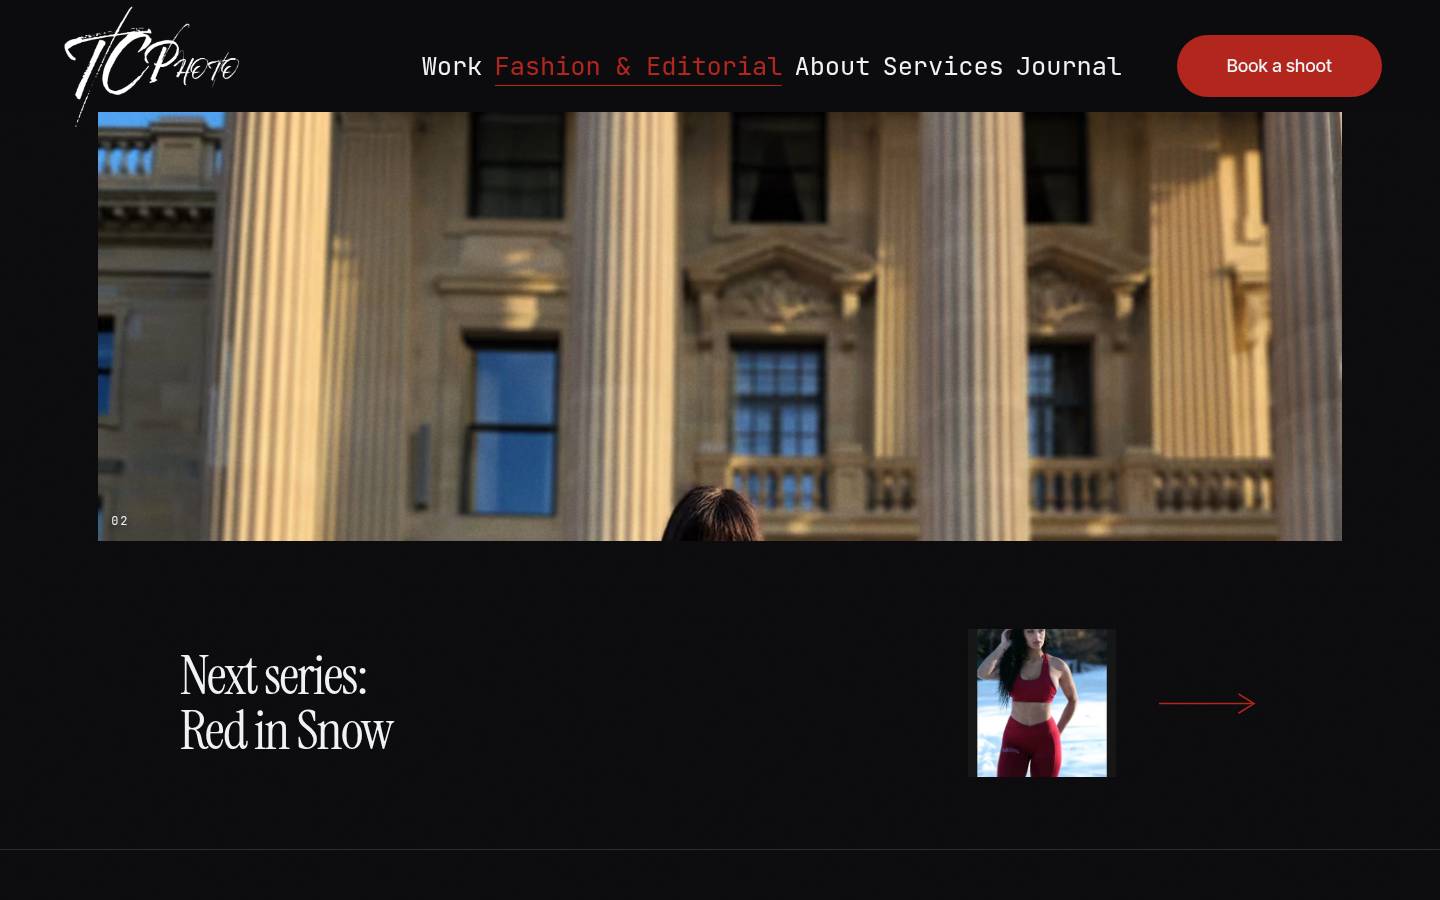 TCPHOTO
Work Fashion & Editorial About Services Journal
Book a shoot
02
Next series:
Red in Snow